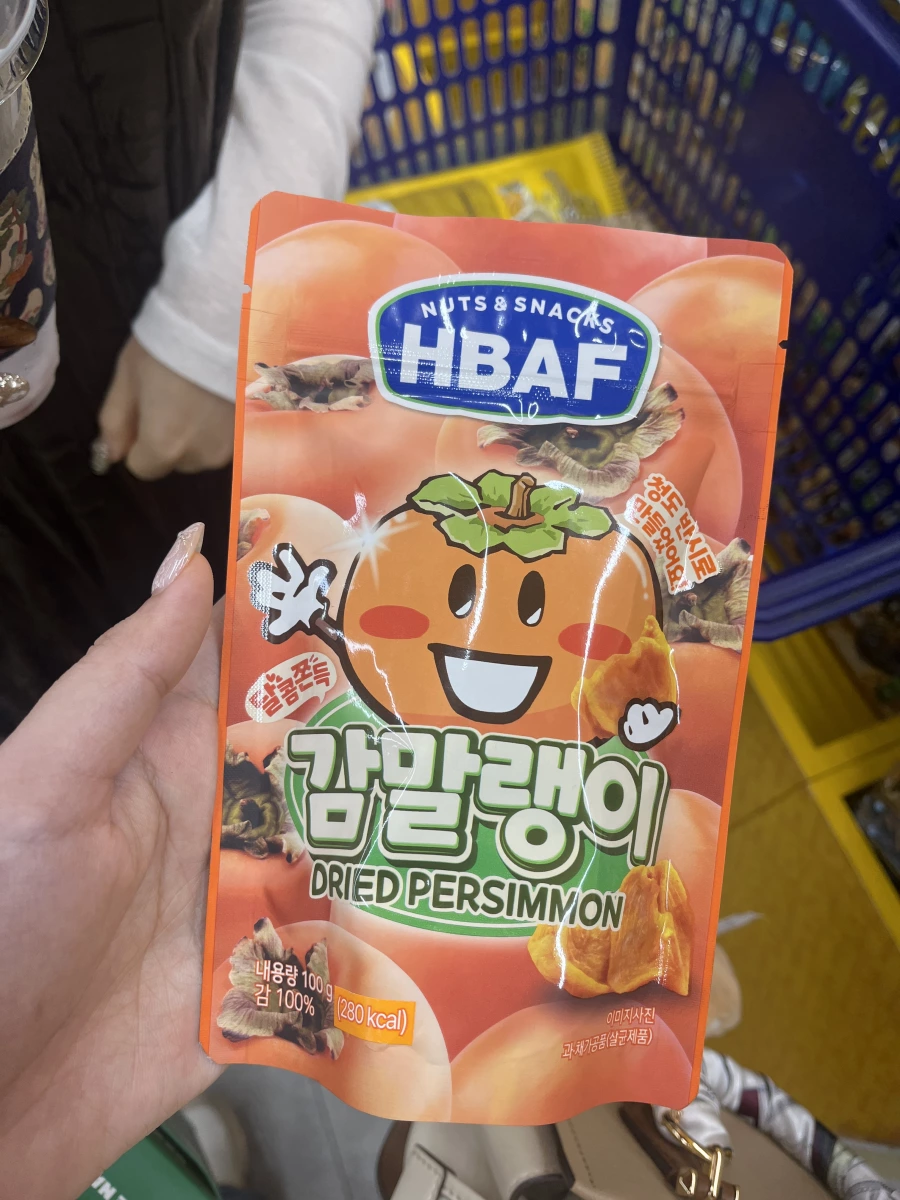 NUTS & SNACKS
HBAF
청도 반시로
만들었어요
달콤쫀득
감말랭이
DRIED PERSIMMON
내용량 100 g
감 100%
(280 kcal)
이미지사진
과·채가공품(살균제품)